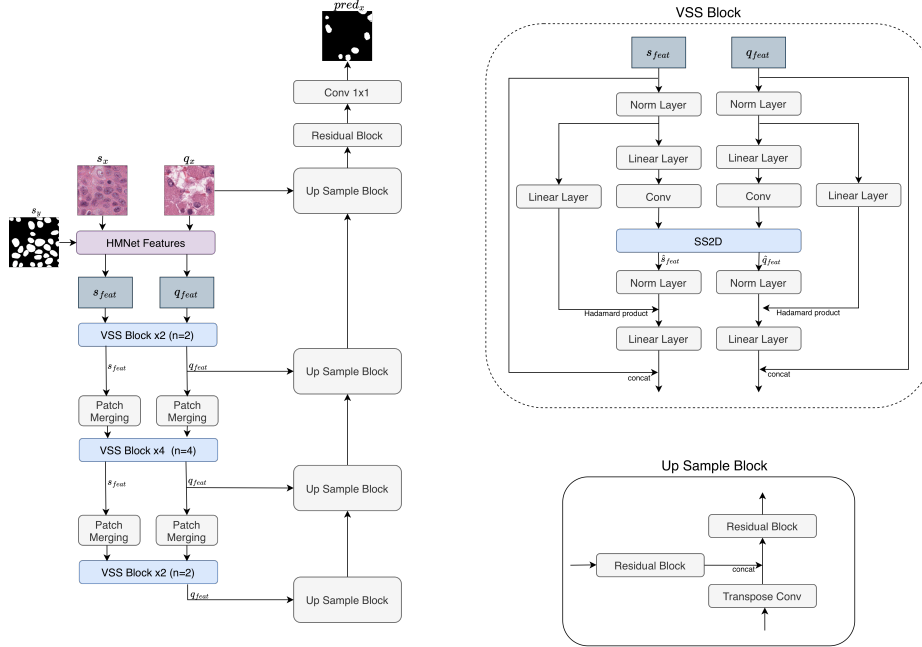 pred_x
Conv 1x1
Residual Block
Up Sample Block
s_x
q_x
s_y
HMNet Features
s_feat
q_feat
VSS Block x2 (n=2)
s_feat
q_feat
Up Sample Block
Patch
Merging
Patch
Merging
VSS Block x4 (n=4)
s_feat
q_feat
Up Sample Block
Patch
Merging
Patch
Merging
VSS Block x2 (n=2)
q_feat
Up Sample Block
VSS Block
s_feat
q_feat
Norm Layer
Norm Layer
Linear Layer
Linear Layer
Linear Layer
Conv
Conv
Linear Layer
SS2D
ŝ_feat
q̂_feat
Norm Layer
Norm Layer
Hadamard product
Hadamard product
Linear Layer
Linear Layer
concat
concat
Up Sample Block
Residual Block
Residual Block
concat
Transpose Conv